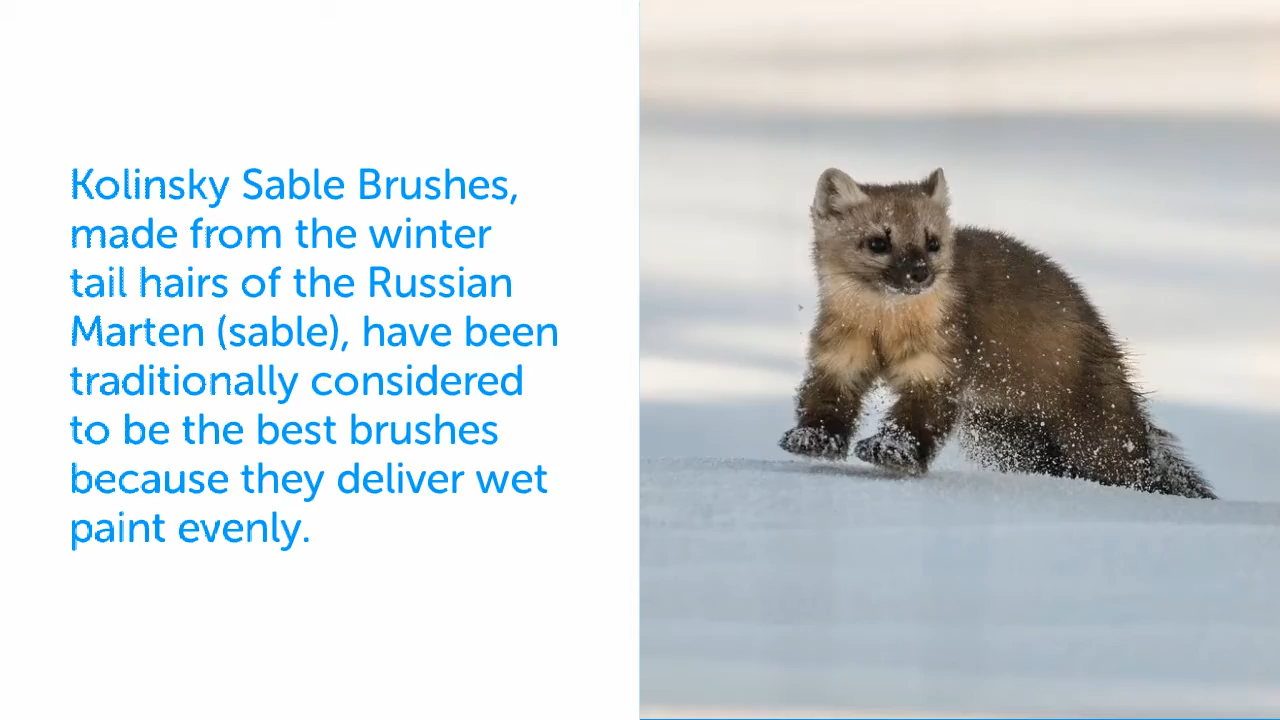 Kolinsky Sable Brushes,
made from the winter
tail hairs of the Russian
Marten (sable), have been
traditionally considered
to be the best brushes
because they deliver wet
paint evenly.